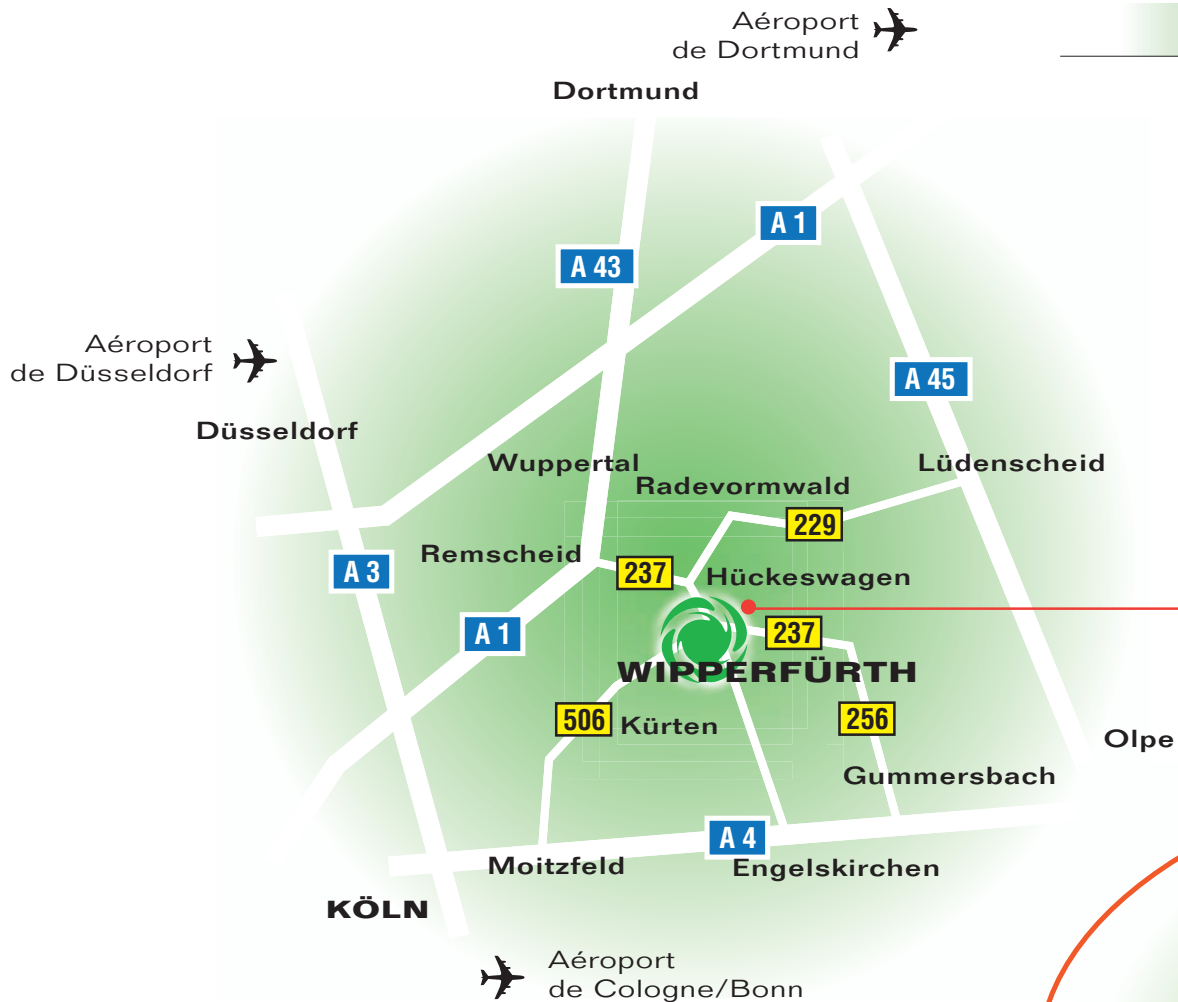 Aéroport
de Dortmund
Dortmund
A 1
A 43
Aéroport
de Düsseldorf
A 45
Düsseldorf
Wuppertal
Lüdenscheid
Radevormwald
229
Remscheid
A 3
237
Hückeswagen
A 1
237
WIPPERFÜRTH
506
Kürten
256
Olpe
Gummersbach
A 4
Moitzfeld
Engelskirchen
KÖLN
Aéroport
de Cologne/Bonn